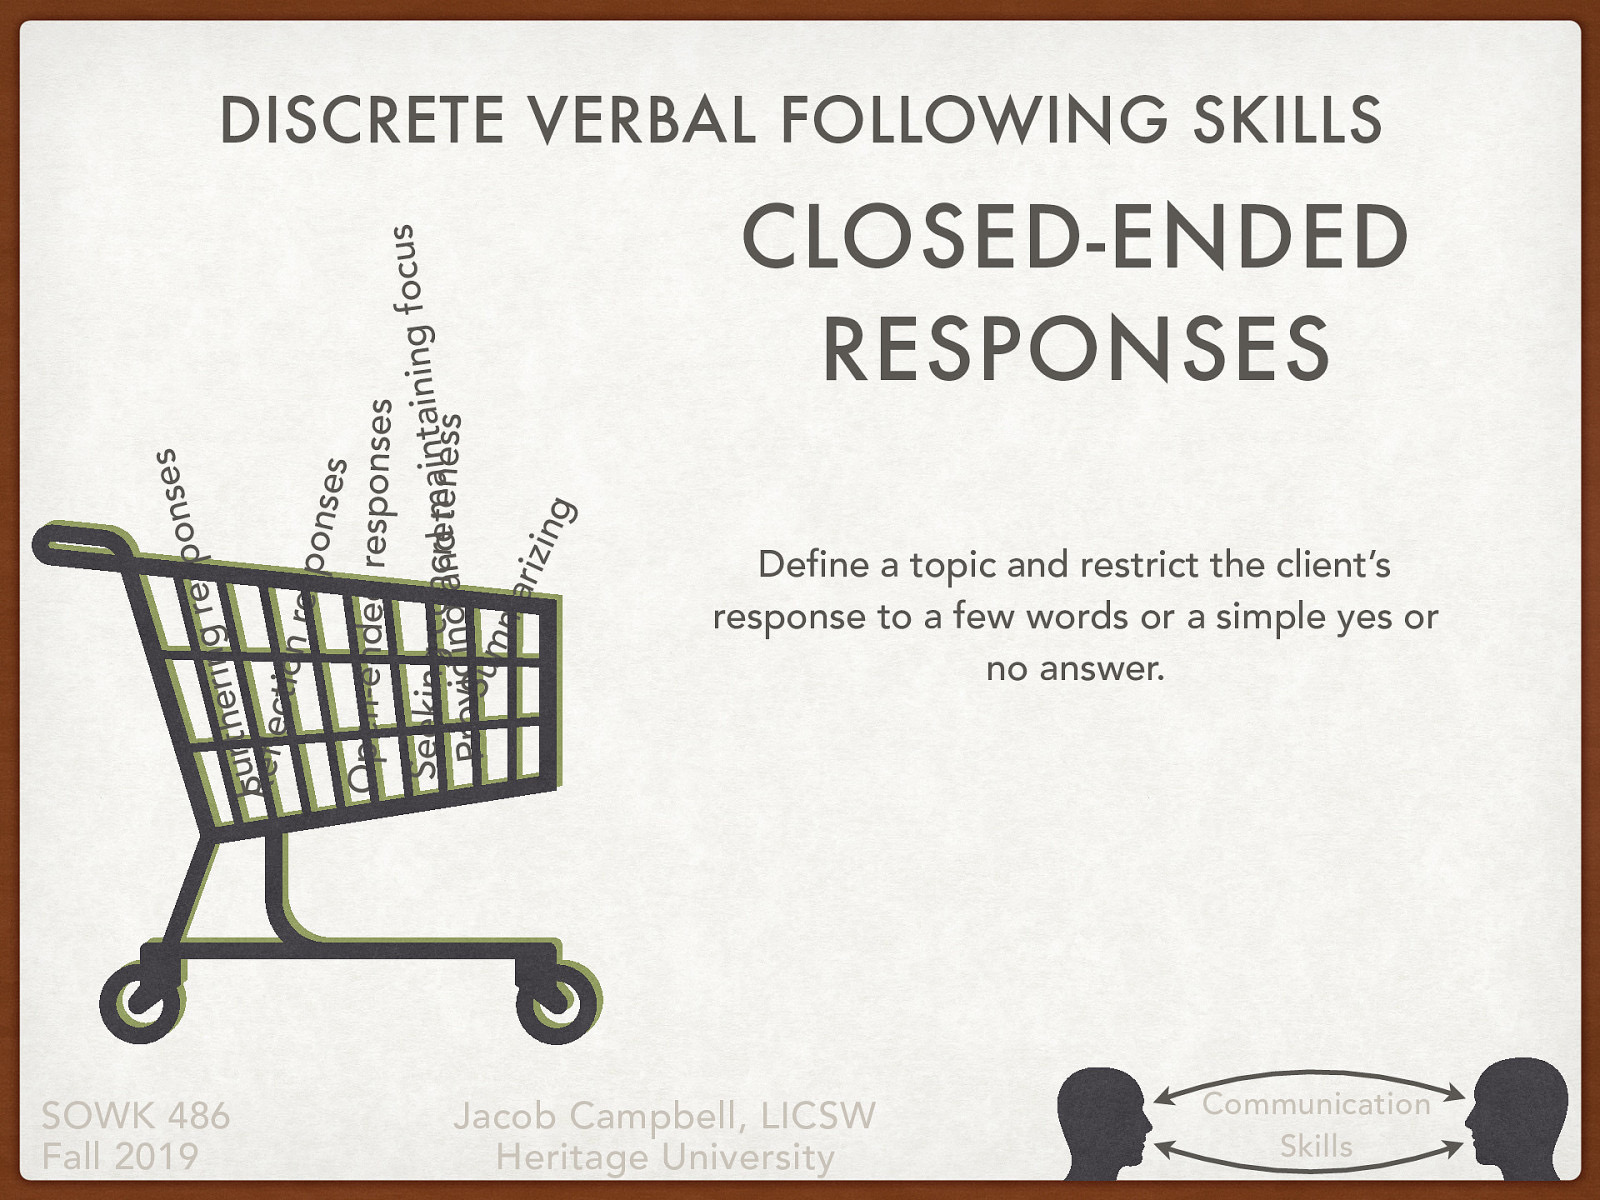 DISCRETE VERBAL FOLLOWING SKILLS
CLOSED-ENDED
RESPONSES
Define a topic and restrict the client’s
response to a few words or a simple yes or
no answer.
Furthering responses
Reflection responses
Open-ended responses
Seeking concreteness
Providing and maintaining focus
Summarizing
SOWK 486
Fall 2019
Jacob Campbell, LICSW
Heritage University
Communication
Skills